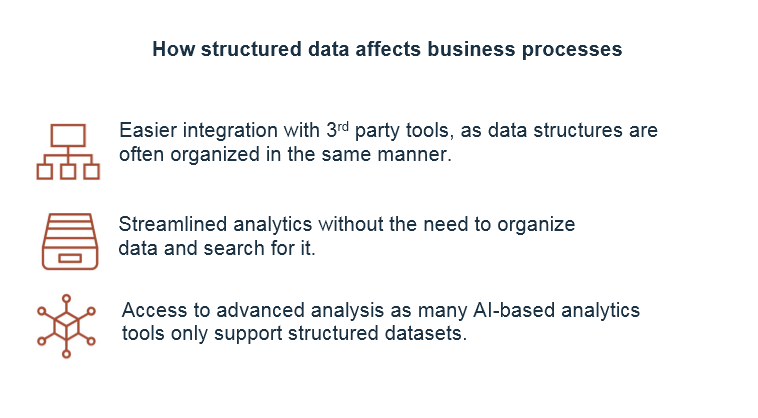 How structured data affects business processes
Easier integration with 3rd party tools, as data structures are
often organized in the same manner.
Streamlined analytics without the need to organize
data and search for it.
Access to advanced analysis as many AI-based analytics
tools only support structured datasets.